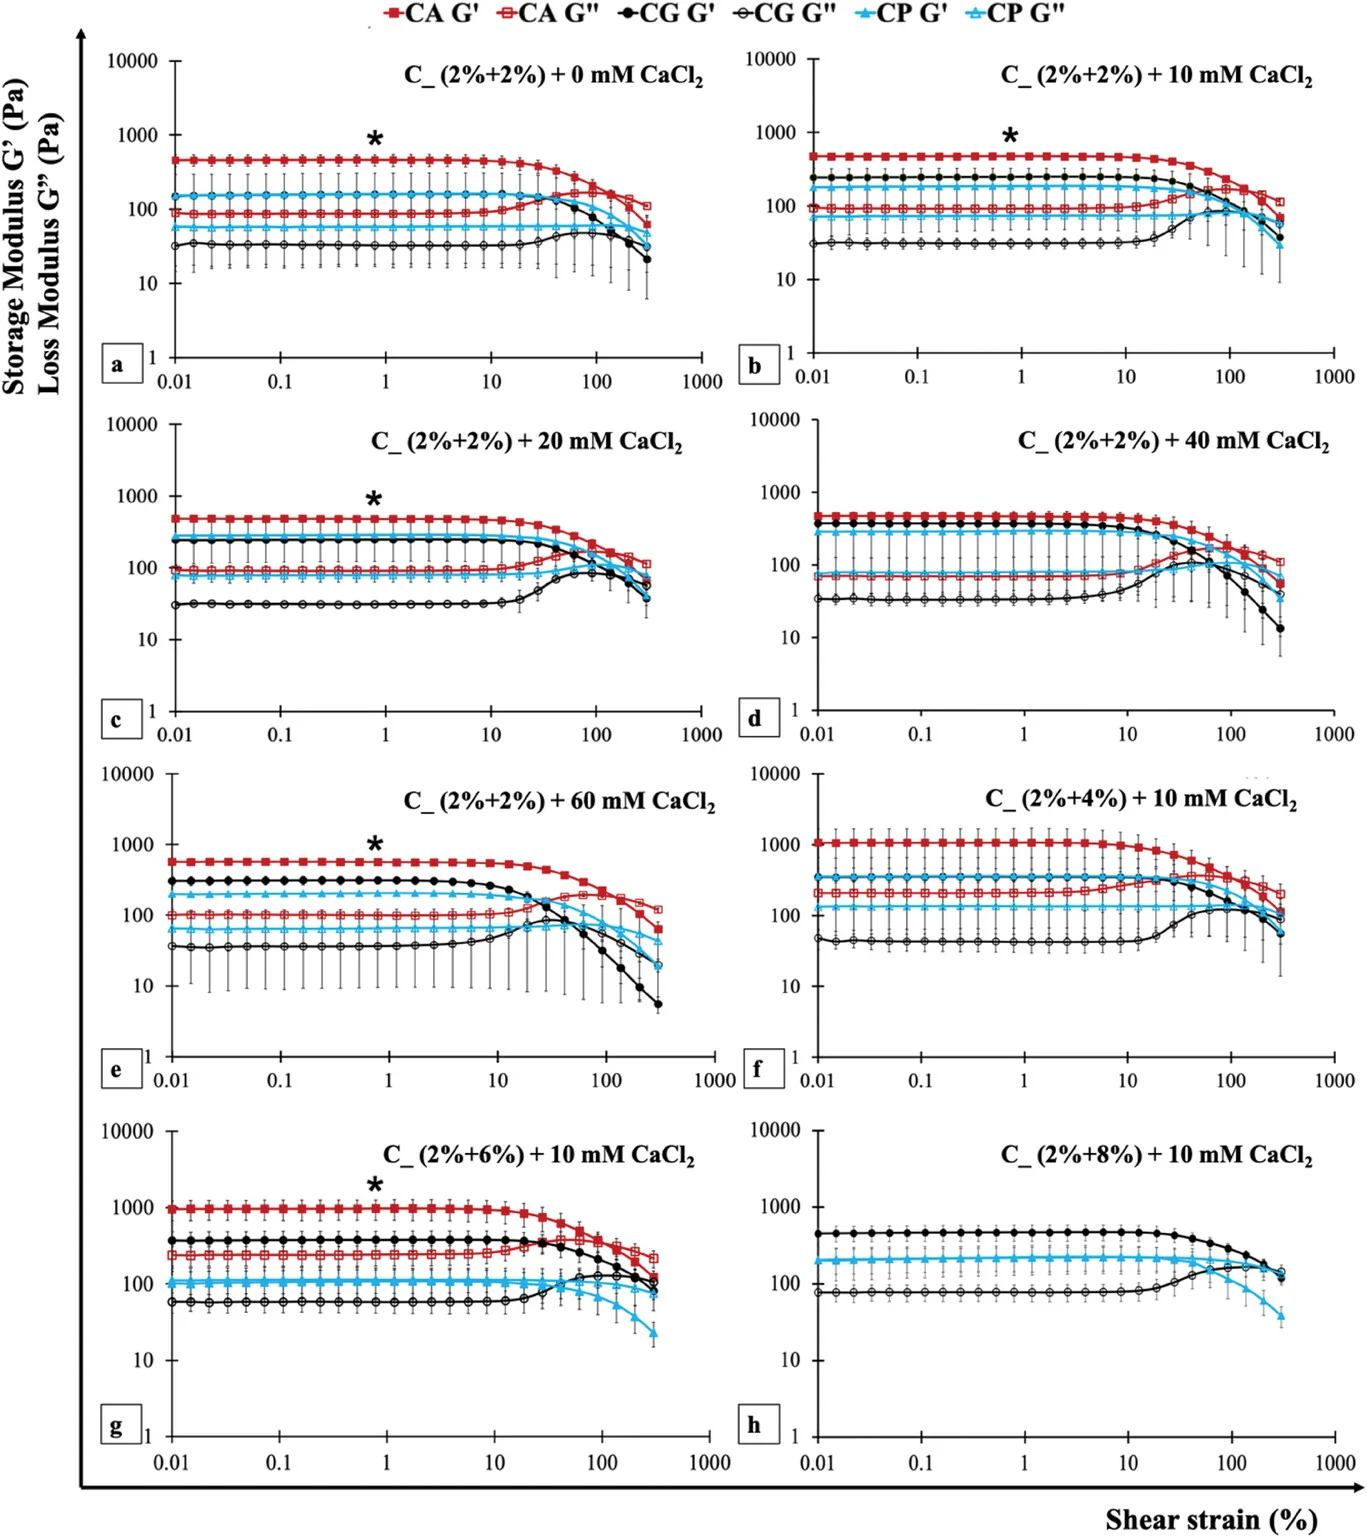 CA G' CA G" CG G' CG G" CP G' CP G"
Storage Modulus G’ (Pa)
Loss Modulus G” (Pa)
C_ (2%+2%) + 0 mM CaCl2
*
10000
1000
100
10
1
0.01 0.1 1 10 100 1000
a
C_ (2%+2%) + 10 mM CaCl2
*
10000
1000
100
10
1
0.01 0.1 1 10 100 1000
b
C_ (2%+2%) + 20 mM CaCl2
*
10000
1000
100
10
1
0.01 0.1 1 10 100 1000
c
C_ (2%+2%) + 40 mM CaCl2
10000
1000
100
10
1
0.01 0.1 1 10 100 1000
d
C_ (2%+2%) + 60 mM CaCl2
*
10000
1000
100
10
1
0.01 0.1 1 10 100 1000
e
C_ (2%+4%) + 10 mM CaCl2
10000
1000
100
10
1
0.01 0.1 1 10 100 1000
f
C_ (2%+6%) + 10 mM CaCl2
*
10000
1000
100
10
1
0.01 0.1 1 10 100 1000
g
C_ (2%+8%) + 10 mM CaCl2
10000
1000
100
10
1
0.01 0.1 1 10 100 1000
h
Shear strain (%)